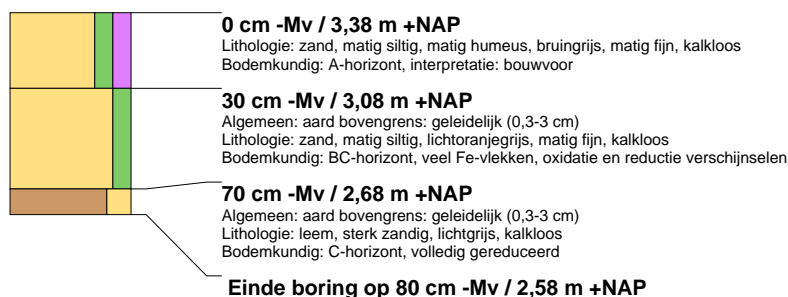 0 cm -Mv / 3,38 m +NAP
Lithologie: zand, matig siltig, matig humeus, bruingrijs, matig fijn, kalkloos
Bodemkundig: A-horizont, interpretatie: bouwvoor
30 cm -Mv / 3,08 m +NAP
Algemeen: aard bovengrens: geleidelijk (0,3-3 cm)
Lithologie: zand, matig siltig, lichtoranjegrijs, matig fijn, kalkloos
Bodemkundig: BC-horizont, veel Fe-vlekken, oxidatie en reductie verschijnselen
70 cm -Mv / 2,68 m +NAP
Algemeen: aard bovengrens: geleidelijk (0,3-3 cm)
Lithologie: leem, sterk zandig, lichtgrijs, kalkloos
Bodemkundig: C-horizont, volledig gereduceerd
Einde boring op 80 cm -Mv / 2,58 m +NAP